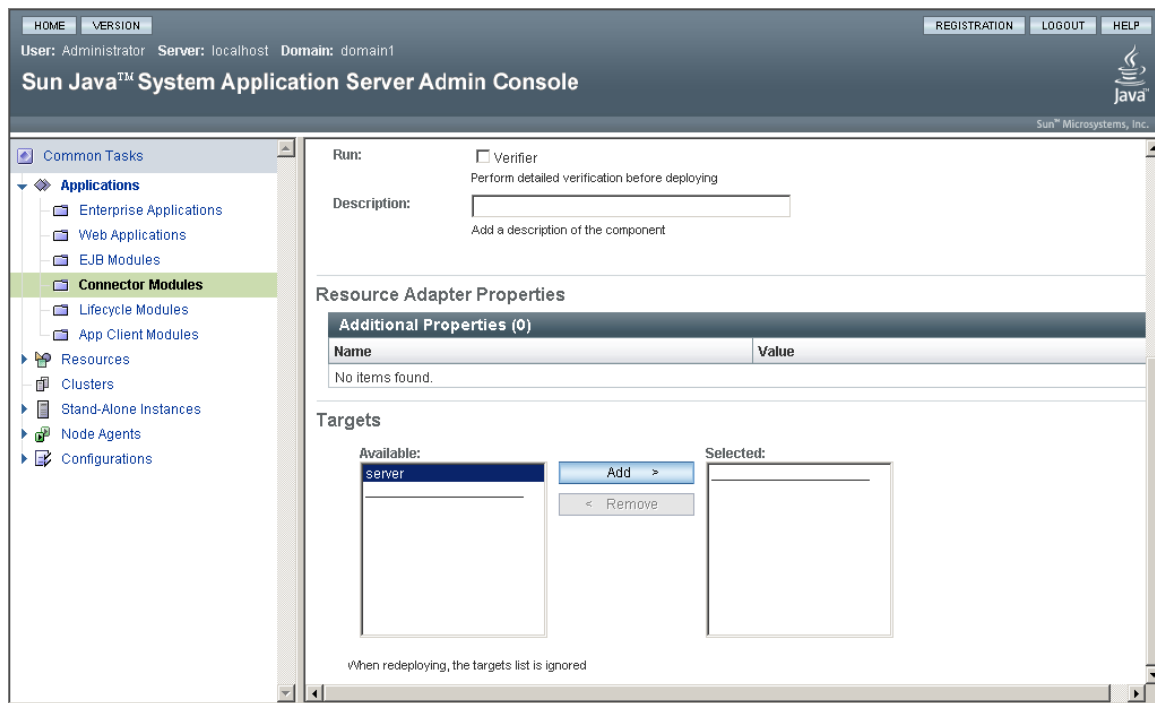 HOME VERSION REGISTRATION LOGOUT HELP
User: Administrator Server: localhost Domain: domain1
Sun Java™ System Application Server Admin Console
Java™
Sun™ Microsystems, Inc.
Common Tasks
Applications
Enterprise Applications
Web Applications
EJB Modules
Connector Modules
Lifecycle Modules
App Client Modules
Resources
Clusters
Stand-Alone Instances
Node Agents
Configurations
Run: Verifier
Perform detailed verification before deploying
Description:
Add a description of the component
Resource Adapter Properties
Additional Properties (0)
Name Value
No items found.
Targets
Available: Selected:
server
Add >
< Remove
When redeploying, the targets list is ignored